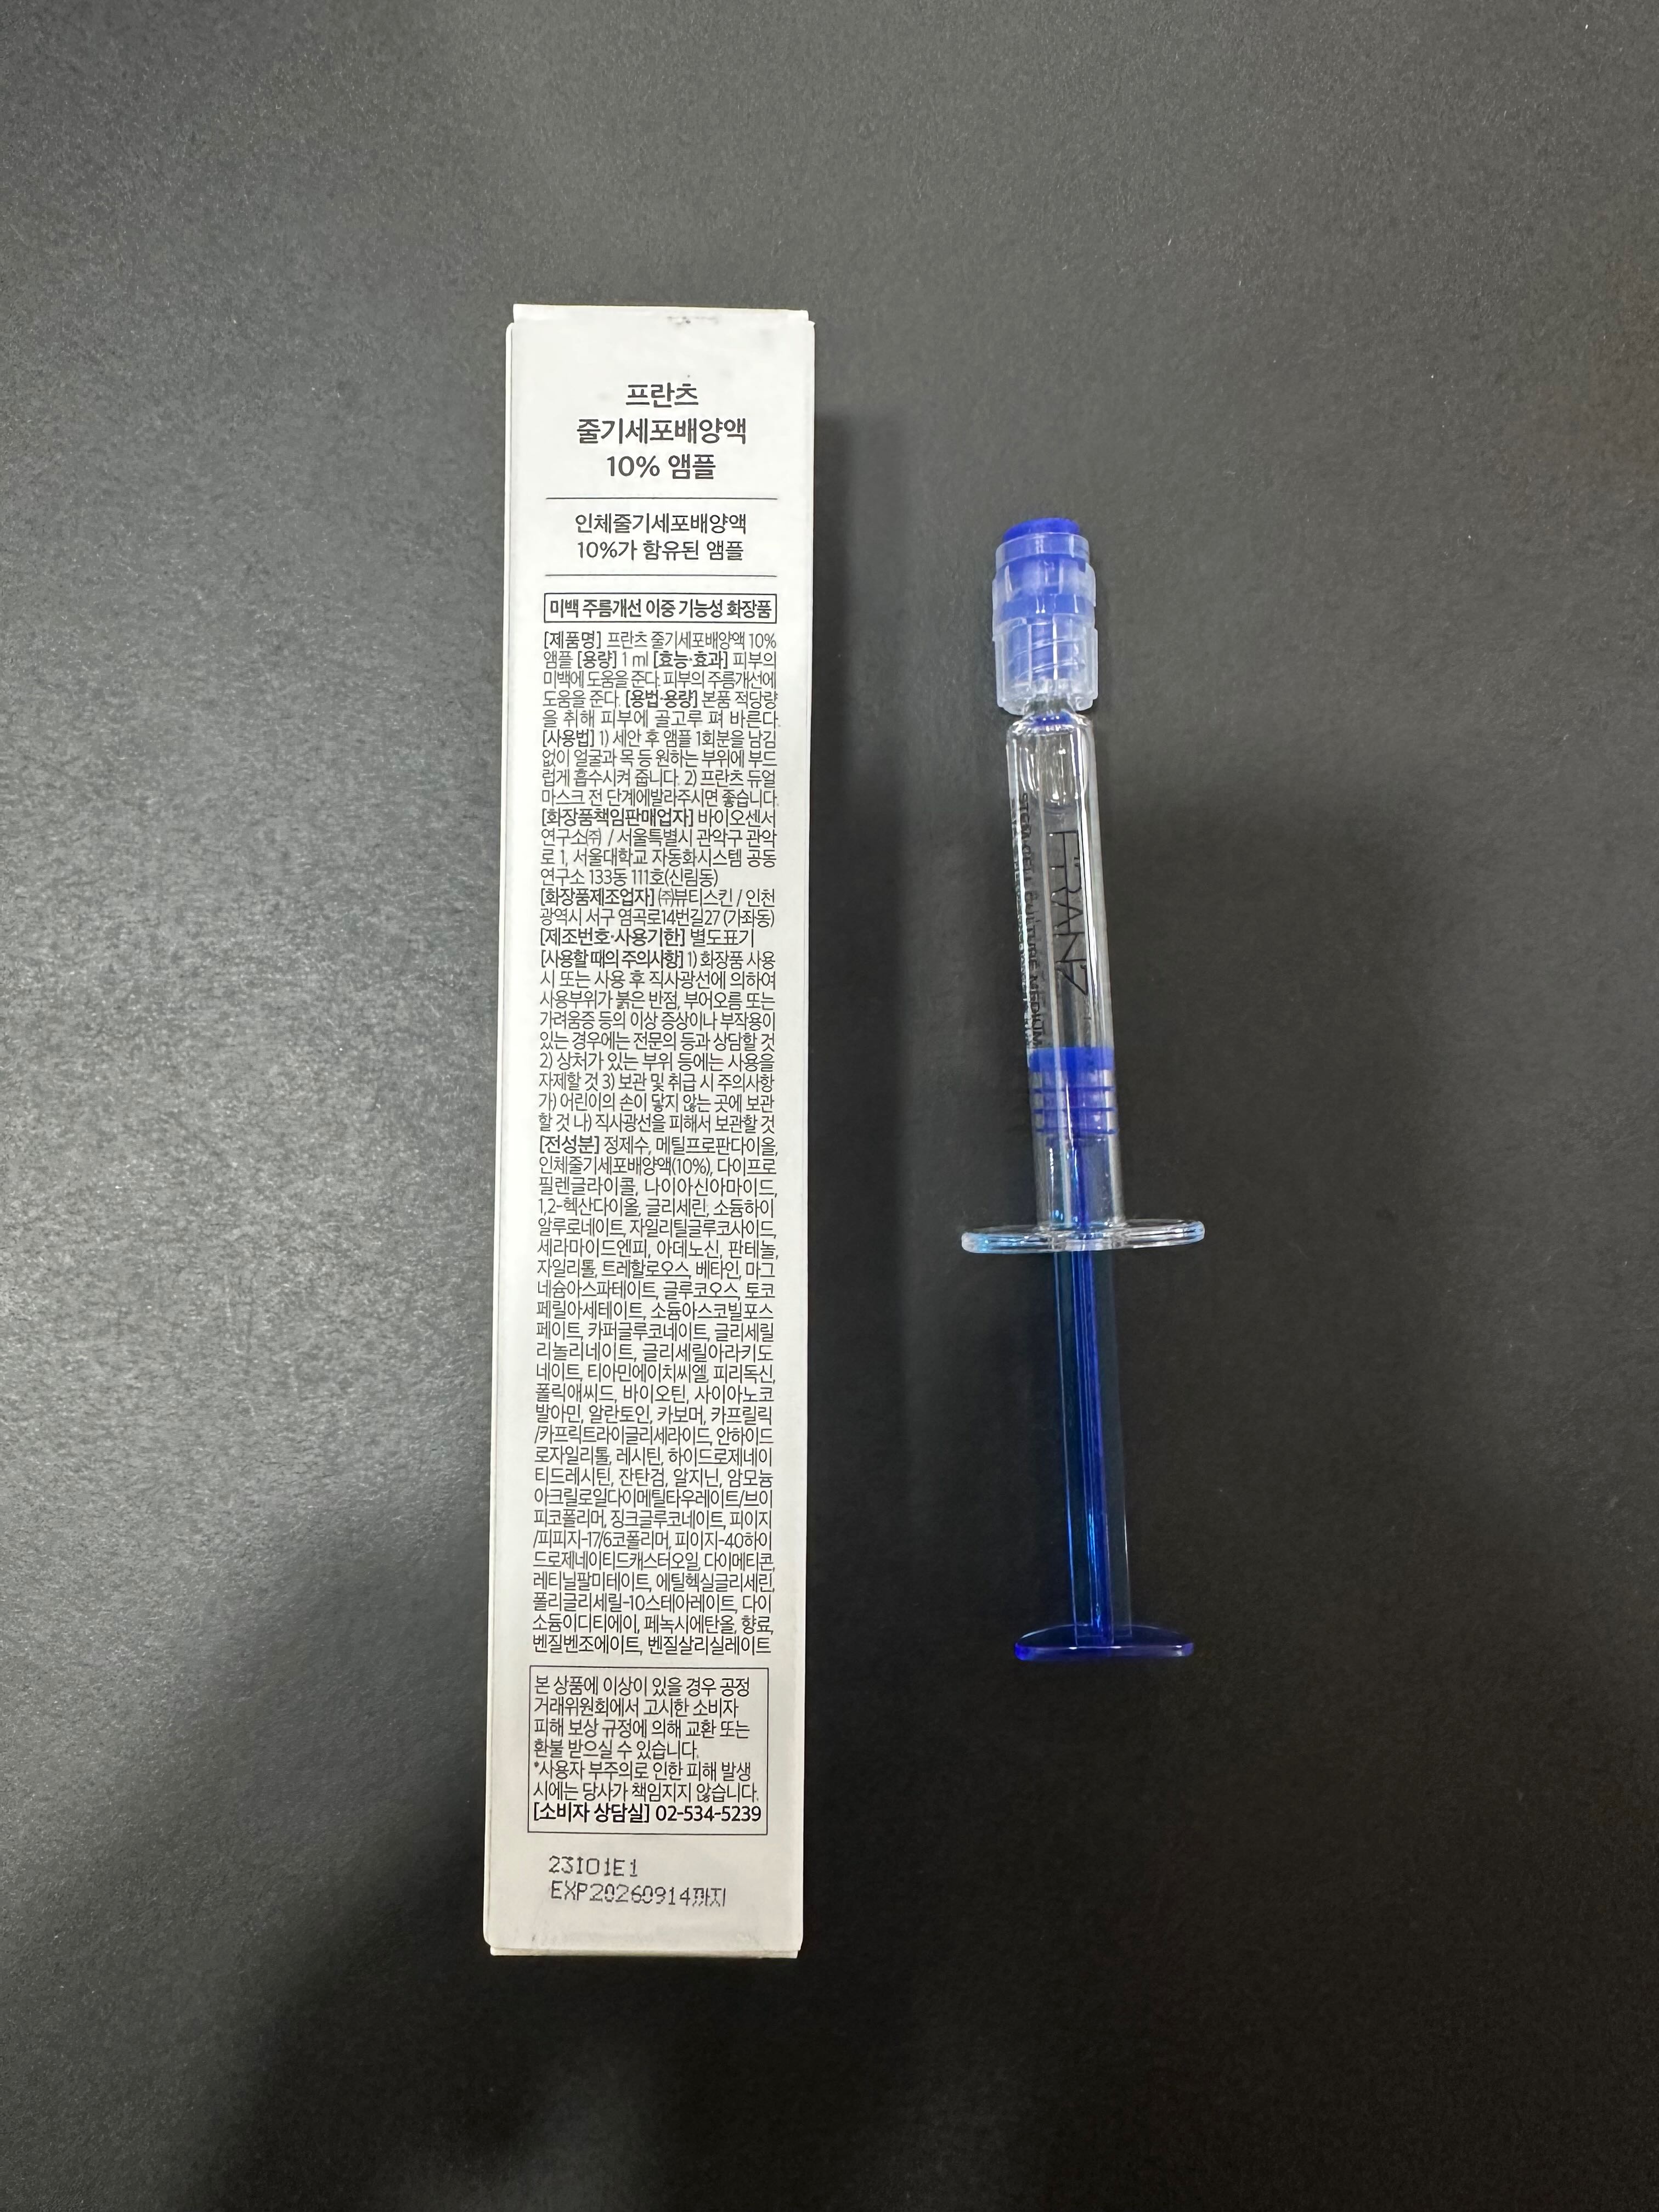 프란츠
줄기세포배양액
10% 앰플
인체줄기세포배양액
10%가 함유된 앰플
미백 주름개선 이중 기능성 화장품
[제품명] 프란츠 줄기세포배양액 10%
앰플 [용량] 1 ml [효능·효과] 피부의
미백에 도움을 준다. 피부의 주름개선에
도움을 준다. [용법·용량] 본품 적당량
을 취해 피부에 골고루 펴 바른다.
[사용법] 1) 세안 후 앰플 1회분을 남김
없이 얼굴과 목 등 원하는 부위에 부드
럽게 흡수시켜 줍니다. 2) 프란츠 듀얼
마스크 전 단계에발라주시면 좋습니다.
[화장품책임판매업자] 바이오센서
연구소㈜ / 서울특별시 관악구 관악
로 1, 서울대학교 자동화시스템 공동
연구소 133동 111호(신림동)
[화장품제조업자] ㈜뷰티스킨 / 인천
광역시 서구 염곡로14번길27 (가좌동)
[제조번호·사용기한] 별도표기
[사용할 때의 주의사항] 1) 화장품 사용
시 또는 사용 후 직사광선에 의하여
사용부위가 붉은 반점, 부어오름 또는
가려움증 등의 이상 증상이나 부작용이
있는 경우에는 전문의 등과 상담할 것
2) 상처가 있는 부위 등에는 사용을
자제할 것 3) 보관 및 취급 시 주의사항
가) 어린이의 손이 닿지 않는 곳에 보관
할 것 나) 직사광선을 피해서 보관할 것
[전성분] 정제수, 메틸프로판다이올,
인체줄기세포배양액(10%), 다이프로
필렌글라이콜, 나이아신아마이드,
1,2-헥산다이올, 글리세린, 소듐하이
알루로네이트, 자일리틸글루코사이드,
세라마이드엔피, 아데노신, 판테놀,
자일리톨, 트레할로오스, 베타인, 마그
네슘아스파테이트, 글루코오스, 토코
페릴아세테이트, 소듐아스코빌포스
페이트, 카퍼글루코네이트, 글리세릴
리놀리네이트, 글리세릴아라키도
네이트, 티아민에이치씨엘, 피리독신,
폴릭애씨드, 바이오틴, 사이아노코
발아민, 알란토인, 카보머, 카프릴릭
/카프릭트라이글리세라이드, 안하이드
로자일리톨, 레시틴, 하이드로제네이
티드레시틴, 잔탄검, 알지닌, 암모늄
아크릴로일다이메틸타우레이트/브이
피코폴리머, 징크글루코네이트, 피이지
/피피지-17/6코폴리머, 피이지-40하이
드로제네이티드캐스터오일, 다이메티콘,
레티닐팔미테이트, 에틸헥실글리세린,
폴리글리세릴-10스테아레이트, 다이
소듐이디티에이, 페녹시에탄올, 향료,
벤질벤조에이트, 벤질살리실레이트
본 상품에 이상이 있을 경우 공정
거래위원회에서 고시한 소비자
피해 보상 규정에 의해 교환 또는
환불 받으실 수 있습니다.
*사용자 부주의로 인한 피해 발생
시에는 당사가 책임지지 않습니다.
[소비자 상담실] 02-534-5239
23I01E1
EXP20260914까지
FRANZ
STEM CELL CULTURE MEDIUM